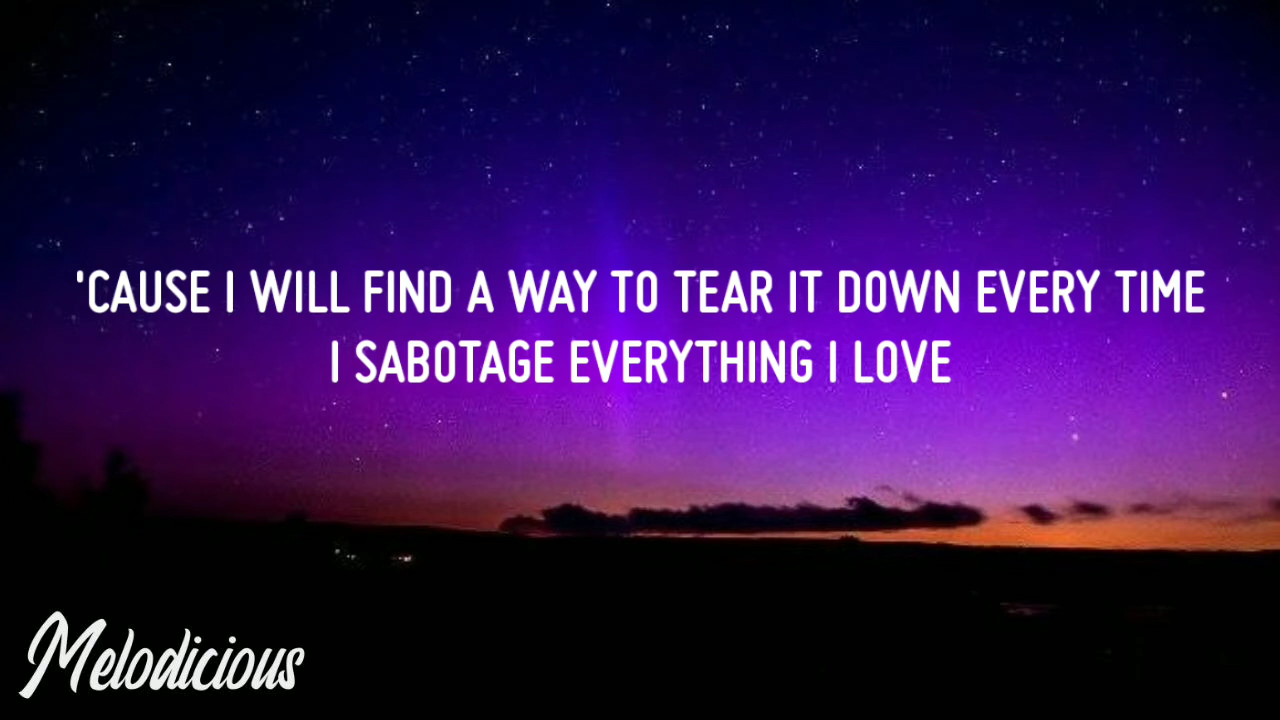 'CAUSE I WILL FIND A WAY TO TEAR IT DOWN EVERY TIME
I SABOTAGE EVERYTHING I LOVE
Melodicious